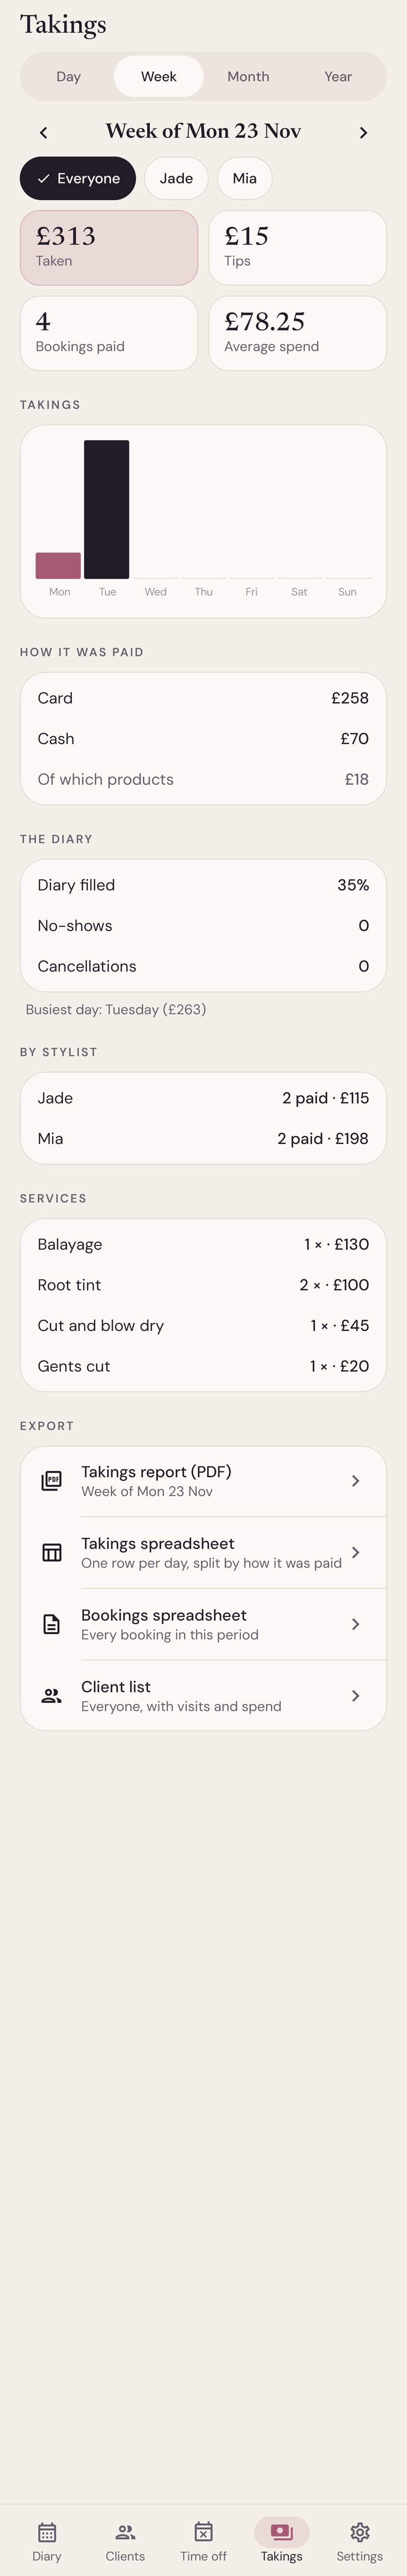 Takings
Day Week Month Year
Week of Mon 23 Nov
Everyone Jade Mia
£313 £15
Taken Tips
4 £78.25
Bookings paid Average spend
TAKINGS
Mon Tue Wed Thu Fri Sat Sun
HOW IT WAS PAID
Card £258
Cash £70
Of which products £18
THE DIARY
Diary filled 35%
No-shows 0
Cancellations 0
Busiest day: Tuesday (£263)
BY STYLIST
Jade 2 paid · £115
Mia 2 paid · £198
SERVICES
Balayage 1 × · £130
Root tint 2 × · £100
Cut and blow dry 1 × · £45
Gents cut 1 × · £20
EXPORT
PDF
Takings report (PDF)
Week of Mon 23 Nov
Takings spreadsheet
One row per day, split by how it was paid
Bookings spreadsheet
Every booking in this period
Client list
Everyone, with visits and spend
Diary Clients Time off Takings Settings